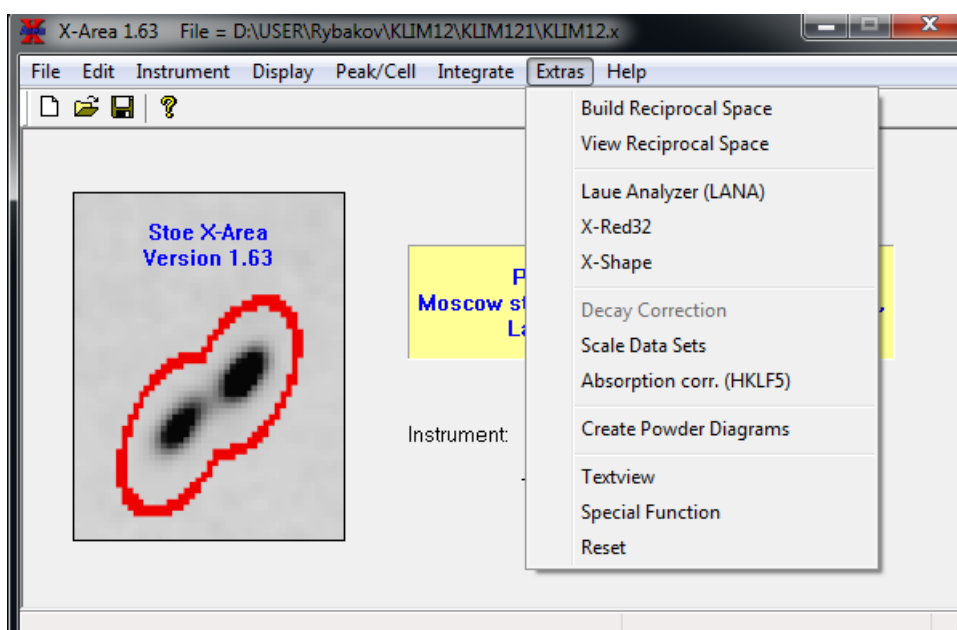 X-Area 1.63 File = D:\USER\Rybakov\KLIM12\KLIM121\KLIM12.x
File Edit Instrument Display Peak/Cell Integrate Extras Help
Build Reciprocal Space
View Reciprocal Space
Laue Analyzer (LANA)
X-Red32
X-Shape
Decay Correction
Scale Data Sets
Absorption corr. (HKLF5)
Create Powder Diagrams
Textview
Special Function
Reset
Stoe X-Area
Version 1.63
Moscow
Instrument: